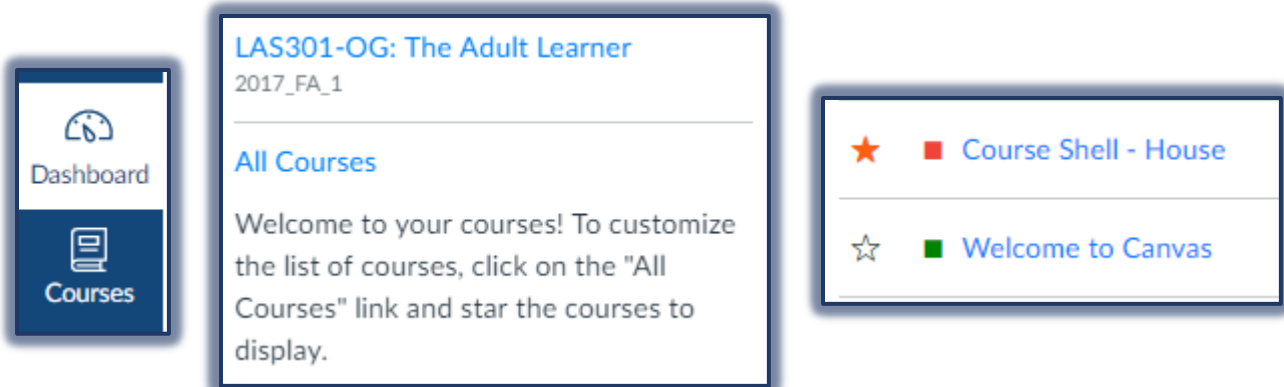 Dashboard
Courses
LAS301-OG: The Adult Learner
2017_FA_1
All Courses
Welcome to your courses! To customize
the list of courses, click on the "All
Courses" link and star the courses to
display.
Course Shell - House
Welcome to Canvas